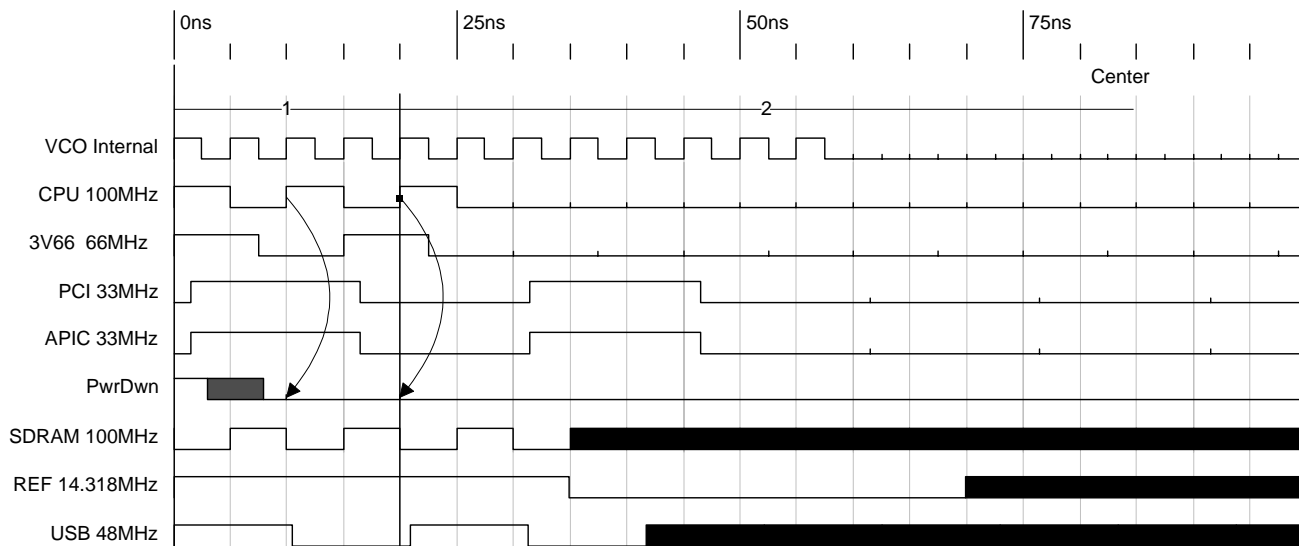 0ns 25ns 50ns 75ns
Center
1 2
VCO Internal
CPU 100MHz
3V66 66MHz
PCI 33MHz
APIC 33MHz
PwrDwn
SDRAM 100MHz
REF 14.318MHz
USB 48MHz